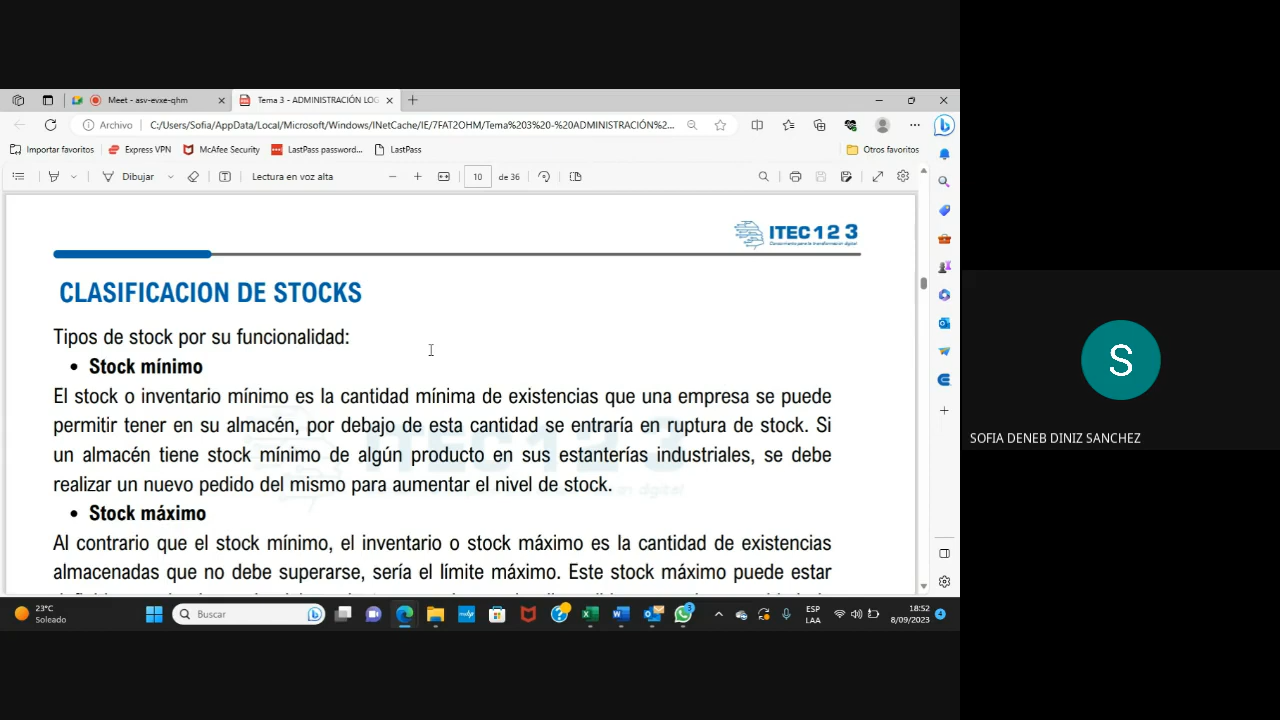 Meet - asv-evxe-qhm
Tema 3 - ADMINISTRACIÓN LOG
Archivo
C:/Users/Sofia/AppData/Local/Microsoft/Windows/INetCache/IE/7FAT2OHM/Tema%203%20-%20ADMINISTRACIÓN%2...
Importar favoritos
Express VPN
McAfee Security
LastPass password...
LastPass
Otros favoritos
Dibujar
Lectura en voz alta
10
de 36
ITEC 1 2 3
CLASIFICACION DE STOCKS
Tipos de stock por su funcionalidad:
• Stock mínimo
El stock o inventario mínimo es la cantidad mínima de existencias que una empresa se puede
permitir tener en su almacén, por debajo de esta cantidad se entraría en ruptura de stock. Si
un almacén tiene stock mínimo de algún producto en sus estanterías industriales, se debe
realizar un nuevo pedido del mismo para aumentar el nivel de stock.
• Stock máximo
Al contrario que el stock mínimo, el inventario o stock máximo es la cantidad de existencias
almacenadas que no debe superarse, sería el límite máximo. Este stock máximo puede estar
S
SOFIA DENEB DINIZ SANCHEZ
23°C
Soleado
Buscar
ESP
LAA
18:52
8/09/2023